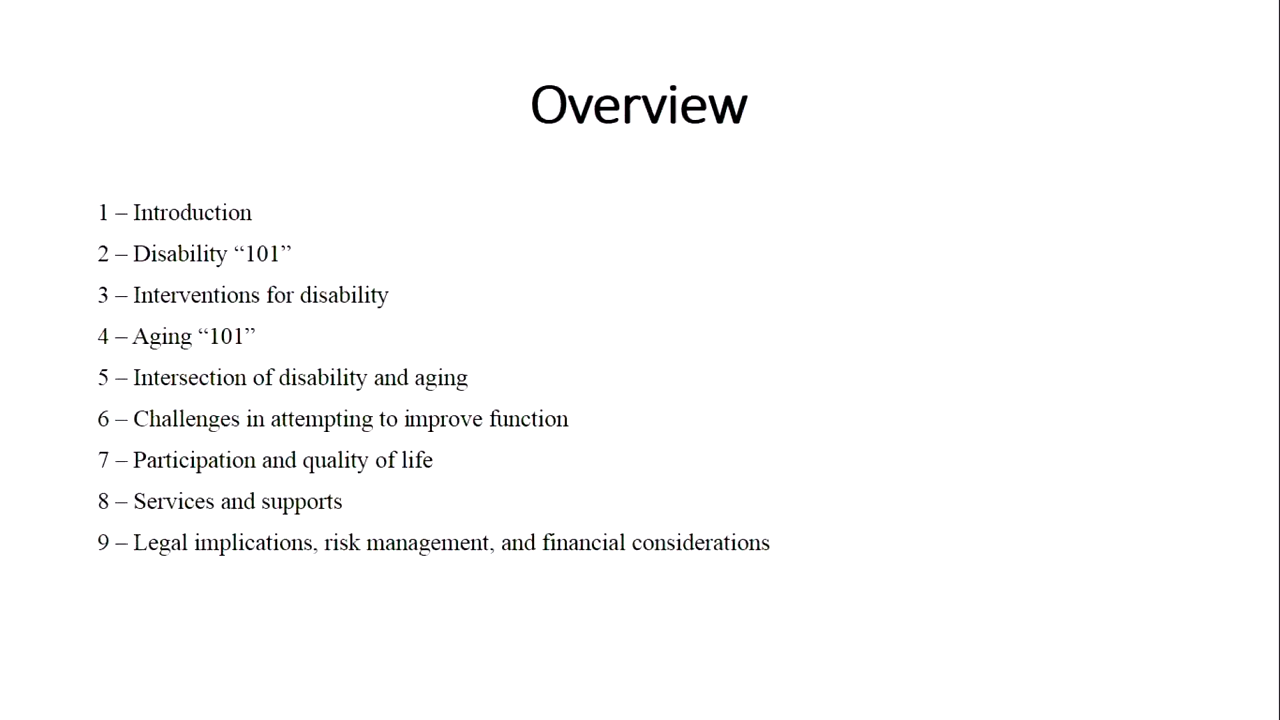 Overview
1 – Introduction
2 – Disability “101”
3 – Interventions for disability
4 – Aging “101”
5 – Intersection of disability and aging
6 – Challenges in attempting to improve function
7 – Participation and quality of life
8 – Services and supports
9 – Legal implications, risk management, and financial considerations